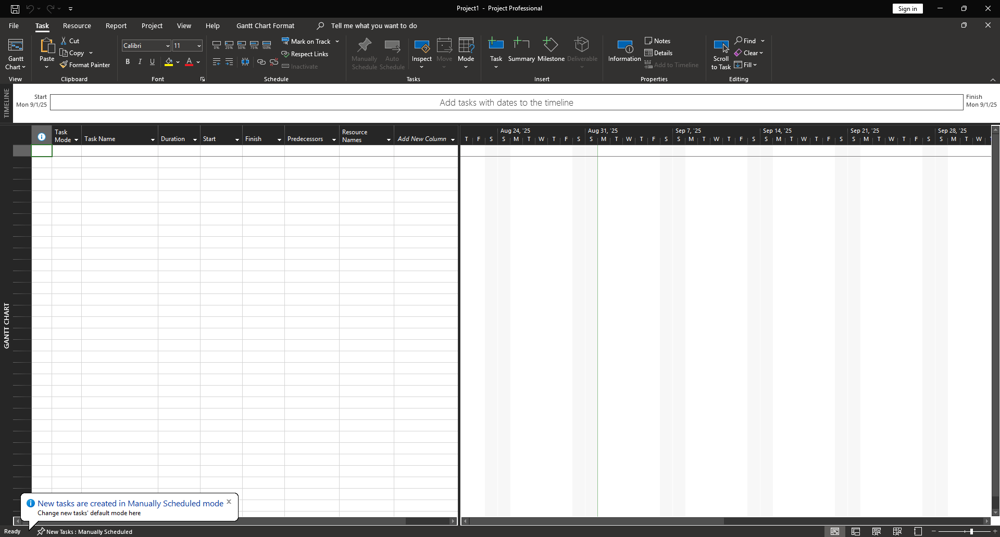 Project1 - Project Professional
Sign in
File Task Resource Report Project View Help Gantt Chart Format Tell me what you want to do
Gantt Chart
View
Paste
Cut
Copy
Format Painter
Clipboard
Calibri 11
B I U A
Font
0% 25% 50% 75% 100%
Mark on Track
Respect Links
Inactivate
Schedule
Manually Schedule
Auto Schedule
Inspect
Move
Mode
Tasks
Task
Summary
Milestone
Deliverable
Insert
Information
Notes
Details
Add to Timeline
Properties
Scroll to Task
Find
Clear
Fill
Editing
TIMELINE
Start
Mon 9/1/25
Add tasks with dates to the timeline
Finish
Mon 9/1/25
Task Mode
Task Name
Duration
Start
Finish
Predecessors
Resource Names
Add New Column
Aug 24, '25 Aug 31, '25 Sep 7, '25 Sep 14, '25 Sep 21, '25 Sep 28, '25
T F S S M T W T F S S M T W T F S S M T W T F S S M T W T F S S M T W T F S S M T W
GANTT CHART
New tasks are created in Manually Scheduled mode
Change new tasks' default mode here
Ready
New Tasks : Manually Scheduled